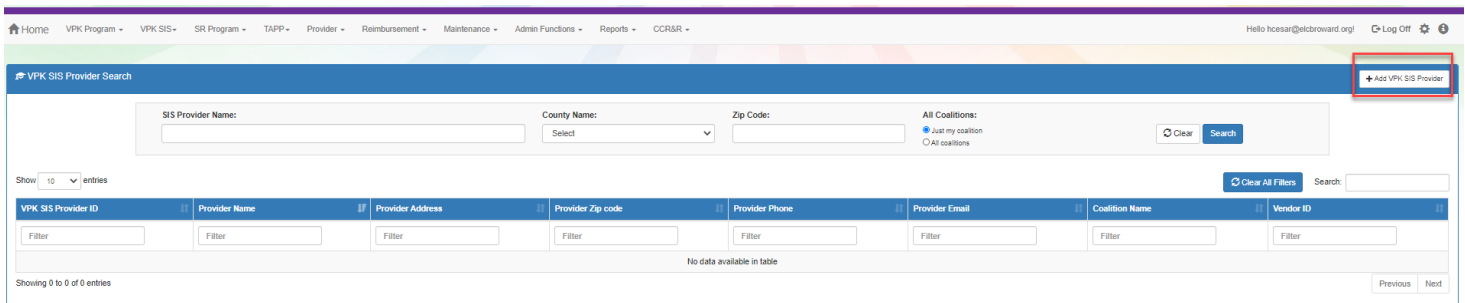 Home VPK Program VPK SIS SR Program TAPP Provider Reimbursement Maintenance Admin Functions Reports CCR&R Hello hcesar@elcbroward.org! Log Off
VPK SIS Provider Search + Add VPK SIS Provider
SIS Provider Name: County Name: Zip Code: All Coalitions:
Select Just my coalition Clear Search
All coalitions
Show 10 entries Clear All Filters Search:
VPK SIS Provider ID Provider Name Provider Address Provider Zip code Provider Phone Provider Email Coalition Name Vendor ID
Filter Filter Filter Filter Filter Filter Filter Filter
No data available in table
Showing 0 to 0 of 0 entries Previous Next